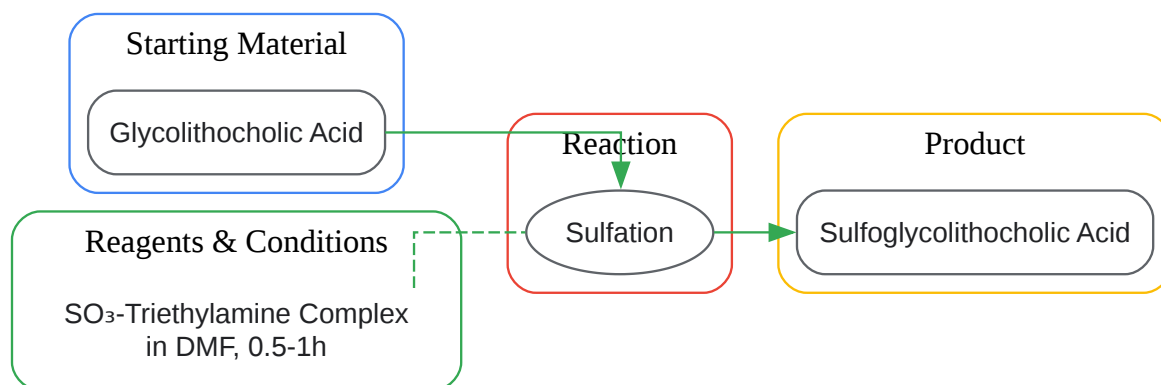 Starting Material
Glycolithocholic Acid
Reagents & Conditions
SO₃-Triethylamine Complex
in DMF, 0.5-1h
Reaction
Sulfation
Product
Sulfoglycolithocholic Acid